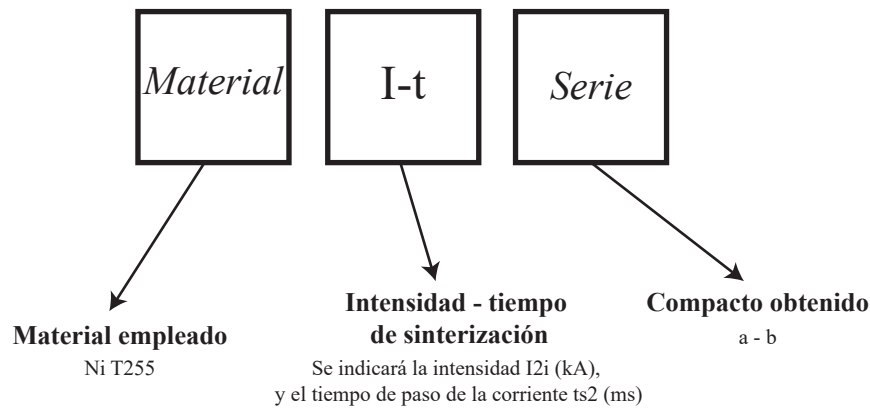 Material
I-t
Serie
Material empleado
Ni T255
Intensidad - tiempo
de sinterización
Se indicará la intensidad I2i (kA),
y el tiempo de paso de la corriente ts2 (ms)
Compacto obtenido
a - b